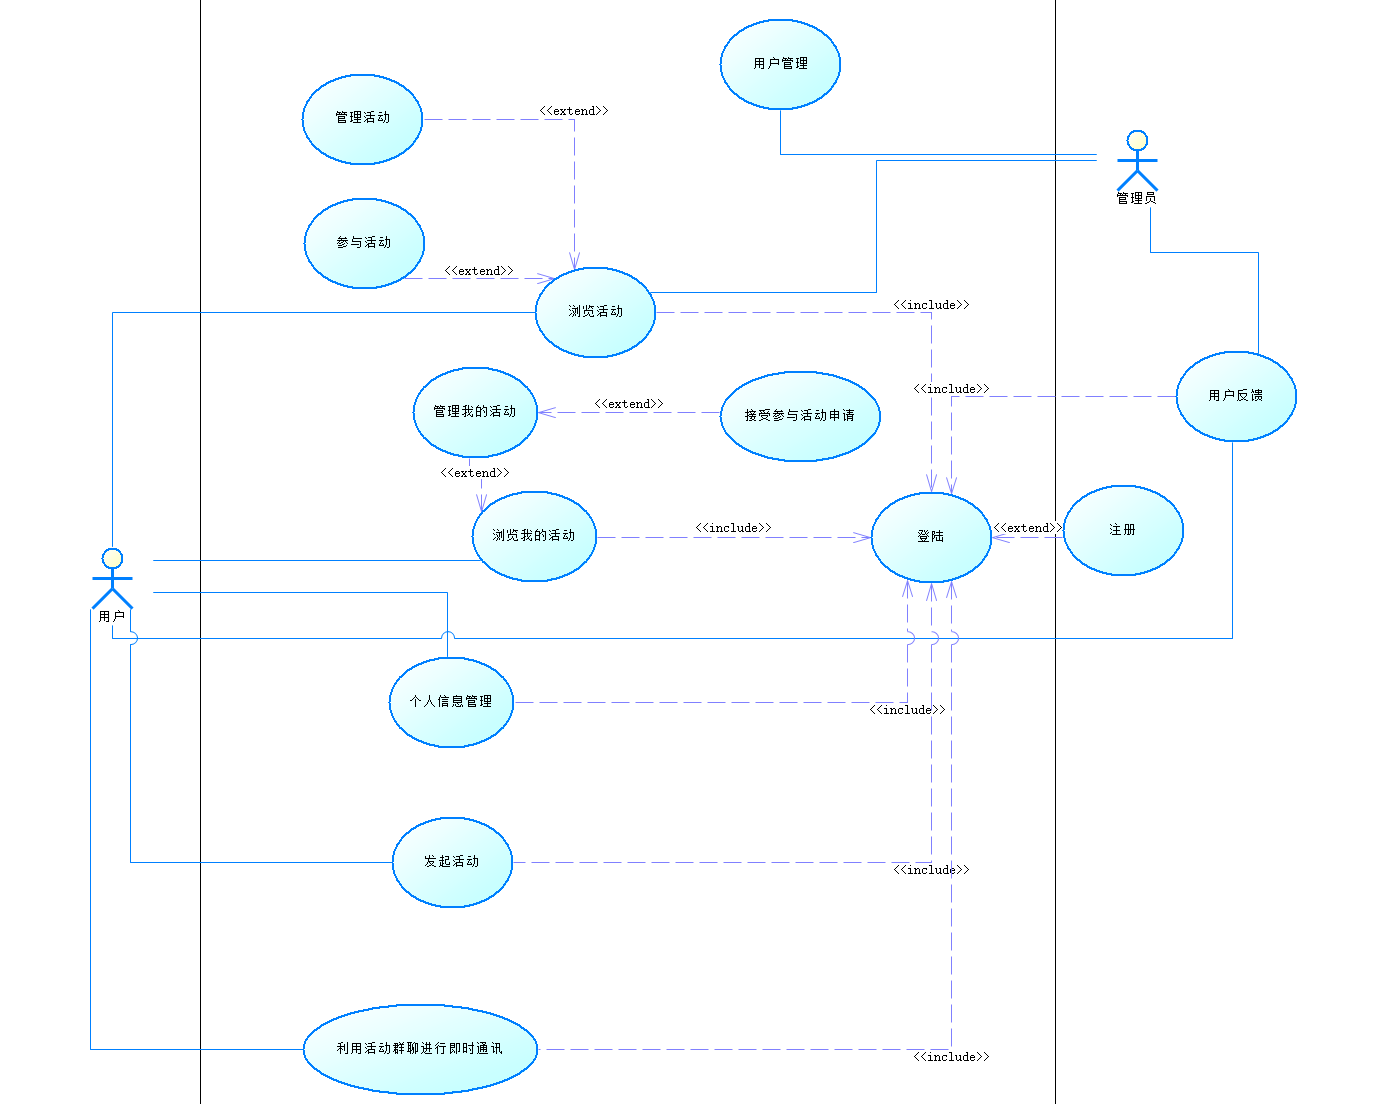 用户管理
管理活动
<<extend>>
管理员
参与活动
<<extend>>
浏览活动
<<include>>
<<include>>
用户反馈
管理我的活动
<<extend>>
接受参与活动申请
<<extend>>
浏览我的活动
<<include>>
登陆
<<extend>>
注册
用户
个人信息管理
<<include>>
发起活动
<<include>>
利用活动群聊进行即时通讯
<<include>>